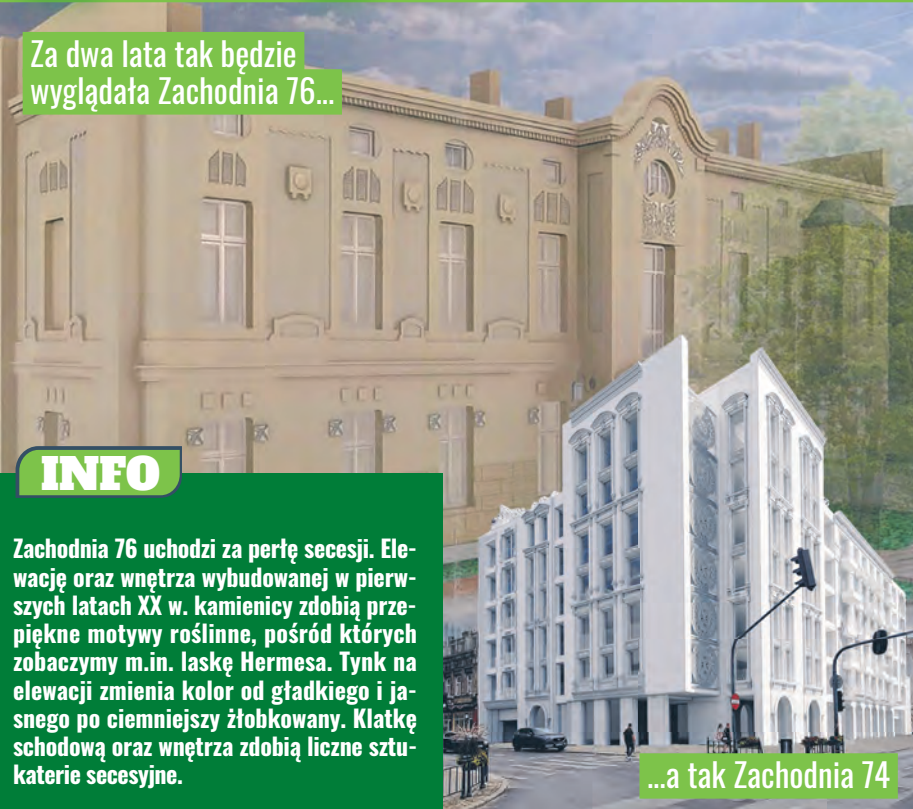 Za dwa lata tak będzie
wyglądała Zachodnia 76...
INFO
Zachodnia 76 uchodzi za perłę secesji. Ele-
wację oraz wnętrza wybudowanej w pierw-
szych latach XX w. kamienicy zdobią prze-
piękne motywy roślinne, pośród których
zobaczymy m.in. laskę Hermesa. Tynk na
elewacji zmienia kolor od gładkiego i ja-
snego po ciemniejszy żłobkowany. Klatkę
schodową oraz wnętrza zdobią liczne sztu-
katerie secesyjne.
...a tak Zachodnia 74